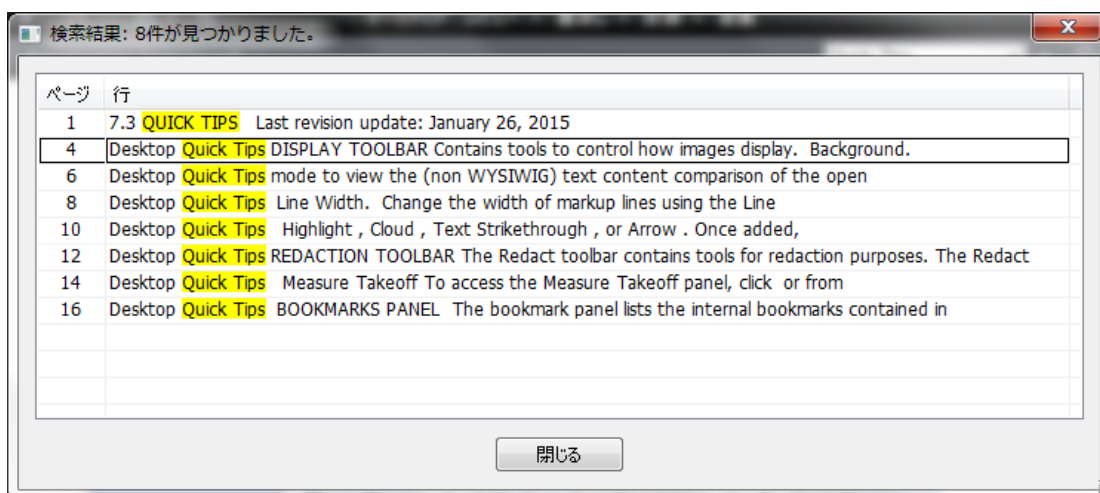 検索結果: 8件が見つかりました。
ページ 行
1 7.3 QUICK TIPS Last revision update: January 26, 2015
4 Desktop Quick Tips DISPLAY TOOLBAR Contains tools to control how images display. Background.
6 Desktop Quick Tips mode to view the (non WYSIWIG) text content comparison of the open
8 Desktop Quick Tips Line Width. Change the width of markup lines using the Line
10 Desktop Quick Tips Highlight , Cloud , Text Strikethrough , or Arrow . Once added,
12 Desktop Quick Tips REDACTION TOOLBAR The Redact toolbar contains tools for redaction purposes. The Redact
14 Desktop Quick Tips Measure Takeoff To access the Measure Takeoff panel, click or from
16 Desktop Quick Tips BOOKMARKS PANEL The bookmark panel lists the internal bookmarks contained in
閉じる